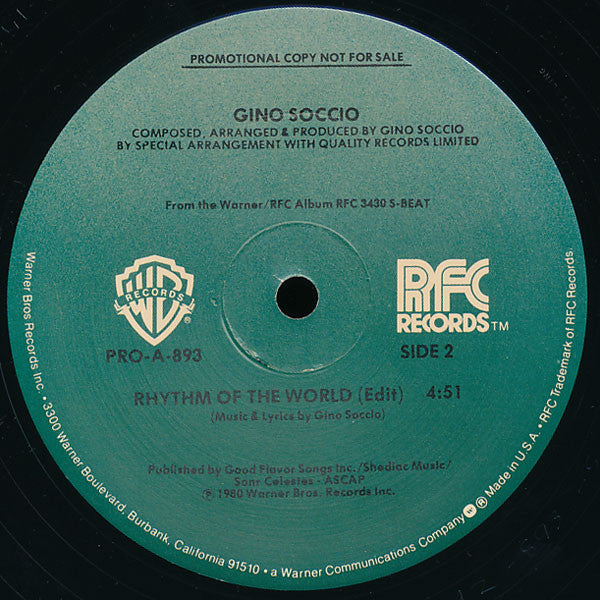 PROMOTIONAL COPY NOT FOR SALE
GINO SOCCIO
COMPOSED, ARRANGED & PRODUCED BY GINO SOCCIO
BY SPECIAL ARRANGEMENT WITH QUALITY RECORDS LIMITED
From the Warner/RFC Album RFC 3430 S-BEAT
WB
RECORDS
RFC
RECORDS™
PRO-A-893
SIDE 2
RHYTHM OF THE WORLD (Edit) 4:51
(Music & Lyrics by Gino Soccio)
Published by Good Flavor Songs Inc./Shediac Music/
Sons Celestes - ASCAP
℗ 1980 Warner Bros. Records Inc.
Warner Bros Records Inc. • 3300 Warner Boulevard, Burbank, California 91510 • a Warner Communications Company ® Made in U.S.A. • RFC Trademark of RFC Records.